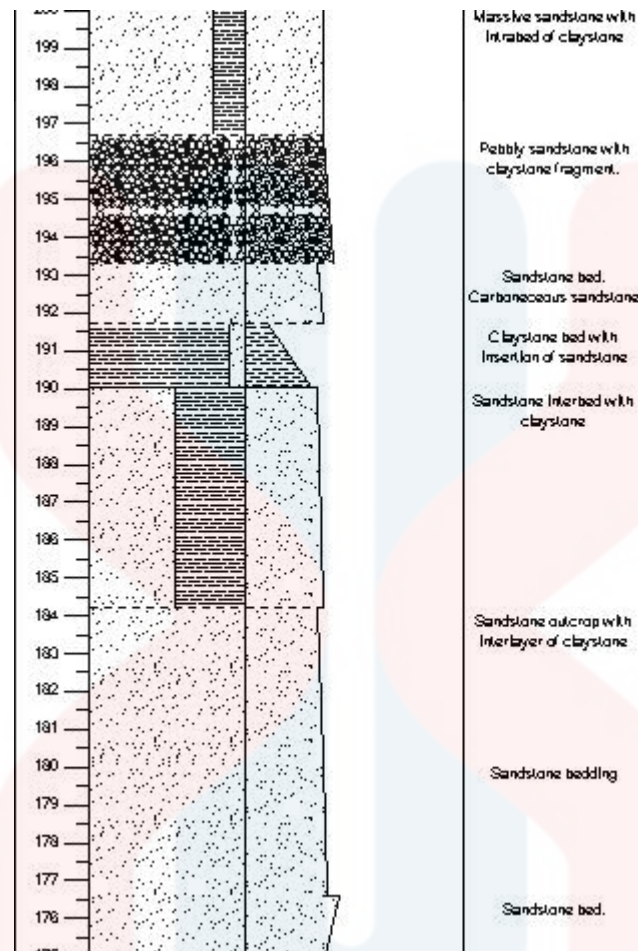 Massive sandstone with
Intrabed of claystone
199
198
197
196
Pebbly sandstone with
claystone fragment.
195
194
193
Sandstone bed.
Carboneceous sandstone
192
191
Claystone bed with
Insertion of sandstone
190
Sandstone Interbed with
claystone
189
188
187
186
185
184
Sandstone outcrop with
Interlayer of claystone
183
182
181
180
Sandstone bedding
179
178
177
176
Sandstone bed.